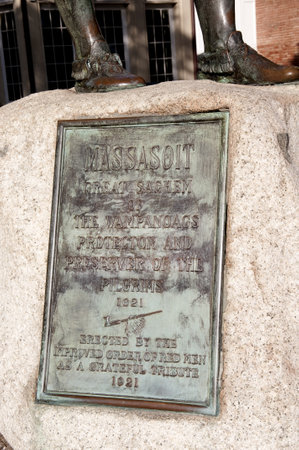 MASSASOIT
GREAT SACHEM
OF
THE WAMPANOAGS
PROTECTOR AND
PRESERVER OF THE
PILGRIMS
1621
ERECTED BY THE
IMPROVED ORDER OF RED MEN
AS A GRATEFUL TRIBUTE
1921